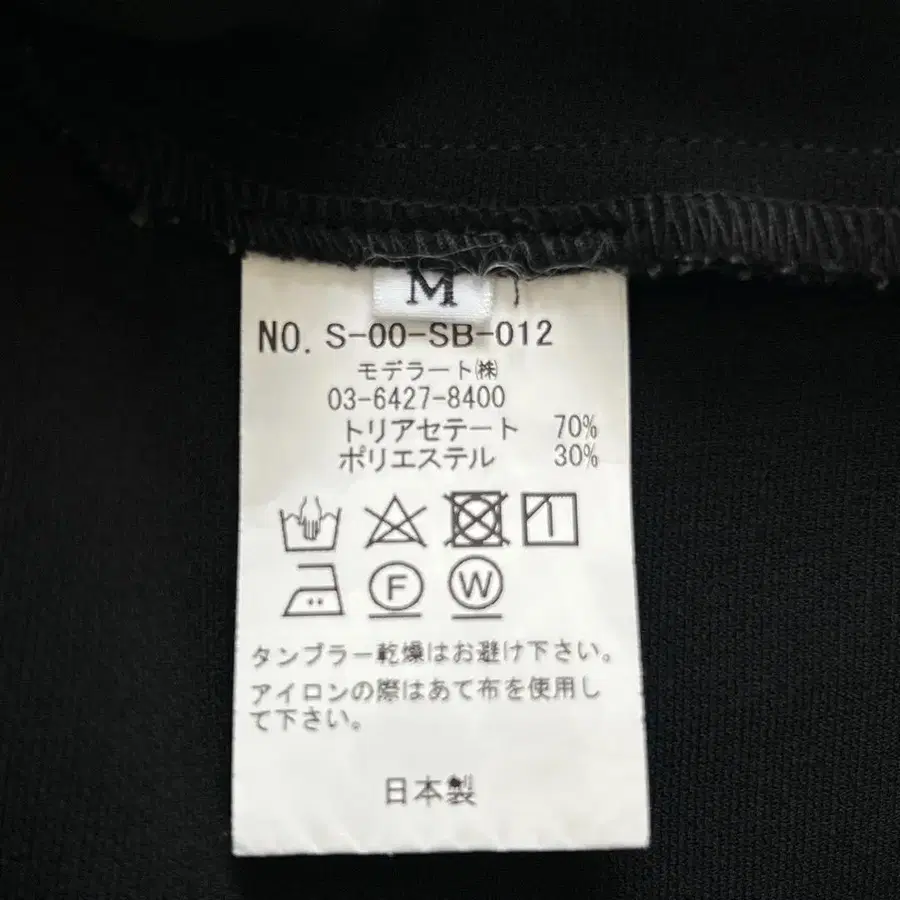 M
NO. S-00-SB-012
モデラート㈱
03-6427-8400
トリアセテート 70%
ポリエステル 30%
F W
タンブラー乾燥はお避け下さい。
アイロンの際はあて布を使用し
て下さい。
日本製